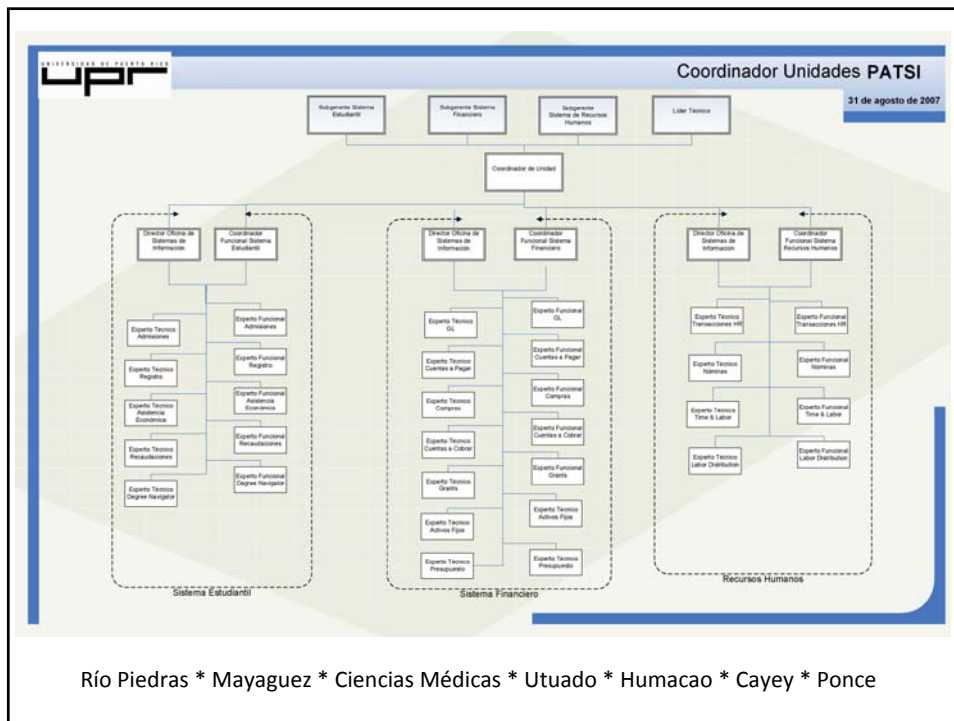 UNIVERSIDAD DE PUERTO RICO
upr
Coordinador Unidades PATSI
31 de agosto de 2007
Subgerente Sistema
Estudiantil
Subgerente Sistema
Financiero
Subgerente
Sistema de Recursos
Humanos
Líder Técnico
Coordinador de Unidad
Director Oficina de
Sistemas de
Información
Coordinador
Funcional Sistema
Estudiantil
Experto Técnico
Admisiones
Experto Funcional
Admisiones
Experto Técnico
Registro
Experto Funcional
Registro
Experto Técnico
Asistencia
Económica
Experto Funcional
Asistencia
Económica
Experto Técnico
Recaudaciones
Experto Funcional
Recaudaciones
Experto Técnico
Degree Navigator
Experto Funcional
Degree Navigator
Sistema Estudiantil
Director Oficina de
Sistemas de
Información
Coordinador
Funcional Sistema
Financiero
Experto Técnico
GL
Experto Funcional
GL
Experto Técnico
Cuentas a Pagar
Experto Funcional
Cuentas a Pagar
Experto Técnico
Compras
Experto Funcional
Compras
Experto Técnico
Cuentas a Cobrar
Experto Funcional
Cuentas a Cobrar
Experto Técnico
Grants
Experto Funcional
Grants
Experto Técnico
Activos Fijos
Experto Técnico
Activos Fijos
Experto Técnico
Presupuesto
Experto Técnico
Presupuesto
Sistema Financiero
Director Oficina de
Sistemas de
Información
Coordinador
Funcional Sistema
Recursos Humanos
Experto Técnico
Transacciones HR
Experto Funcional
Transacciones HR
Experto Técnico
Nóminas
Experto Funcional
Nóminas
Experto Técnico
Time & Labor
Experto Funcional
Time & Labor
Experto Técnico
Labor Distribution
Experto Funcional
Labor Distribution
Recursos Humanos
Río Piedras * Mayaguez * Ciencias Médicas * Utuado * Humacao * Cayey * Ponce